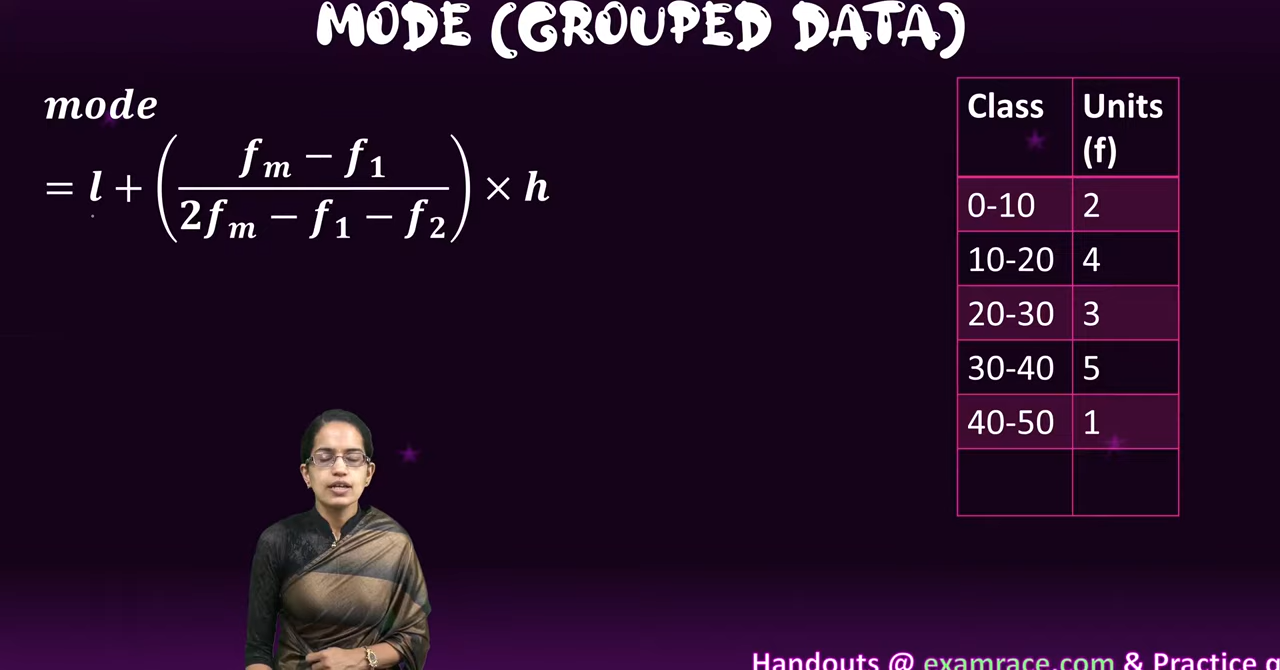 MODE (GROUPED DATA)
mode
= l + ( (f_m − f_1) / (2f_m − f_1 − f_2) ) × h
Class Units (f)
0-10 2
10-20 4
20-30 3
30-40 5
40-50 1
Handouts @ examrace.com & Practice q